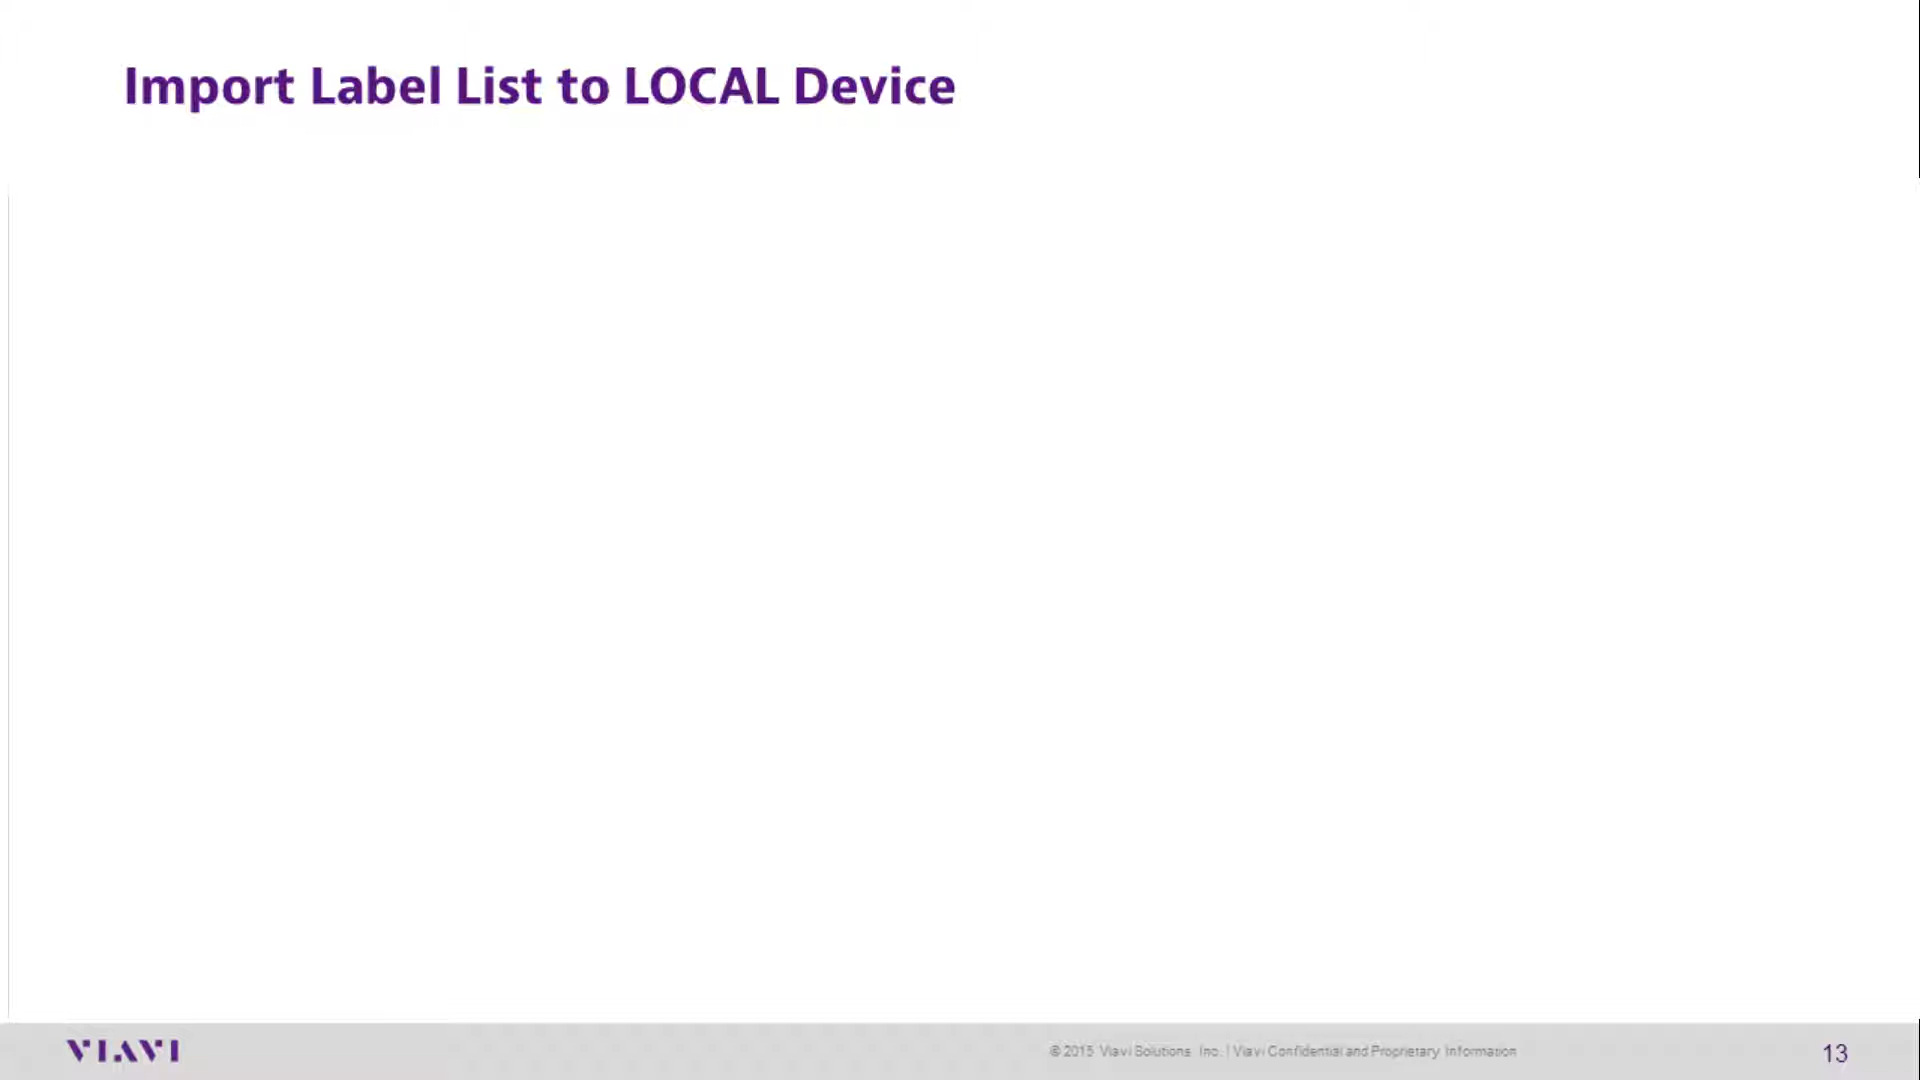 Import Label List to LOCAL Device
VIAVI
© 2015 Viavi Solutions Inc. | Viavi Confidential and Proprietary Information
13